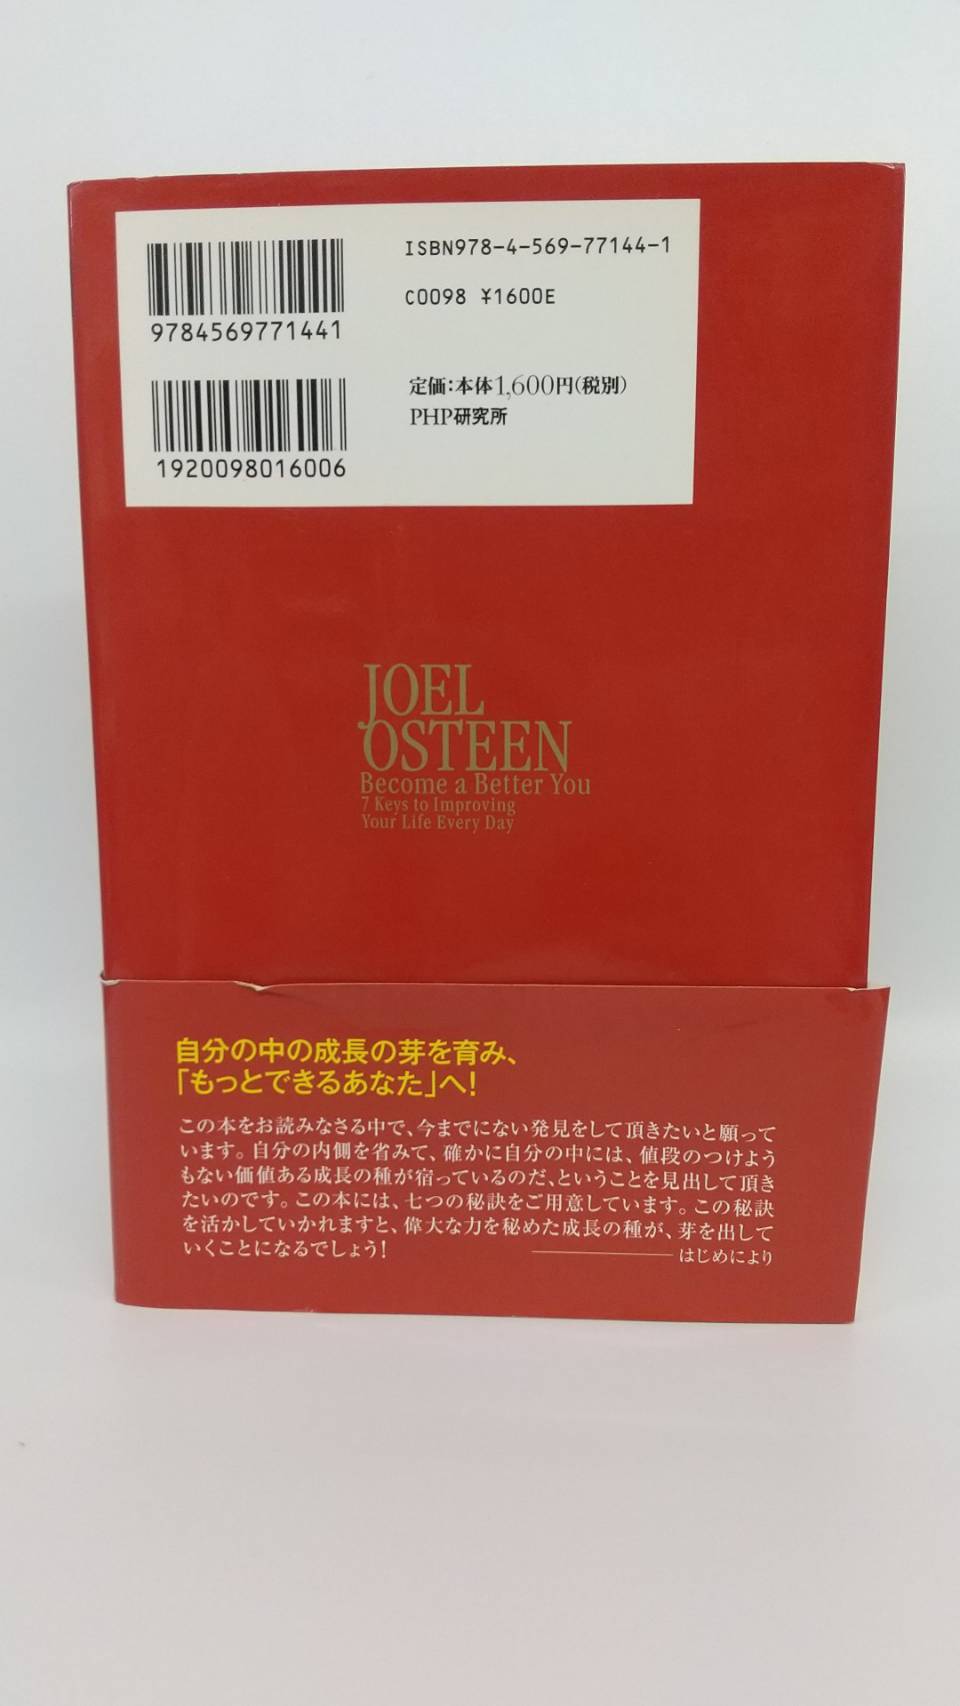 ISBN978-4-569-77144-1
C0098 ¥1600E
9784569771441
定価:本体1,600円(税別)
PHP研究所
1920098016006
JOEL
OSTEEN
Become a Better You
7 Keys to Improving
Your Life Every Day
自分の中の成長の芽を育み、
「もっとできるあなた」へ!
この本をお読みなさる中で、今までにない発見をして頂きたいと願って
います。自分の内側を省みて、確かに自分の中には、値段のつけよう
もない価値ある成長の種が宿っているのだ、ということを見出して頂き
たいのです。この本には、七つの秘訣をご用意しています。この秘訣
を活かしていかれますと、偉大な力を秘めた成長の種が、芽を出して
いくことになるでしょう!
はじめにより